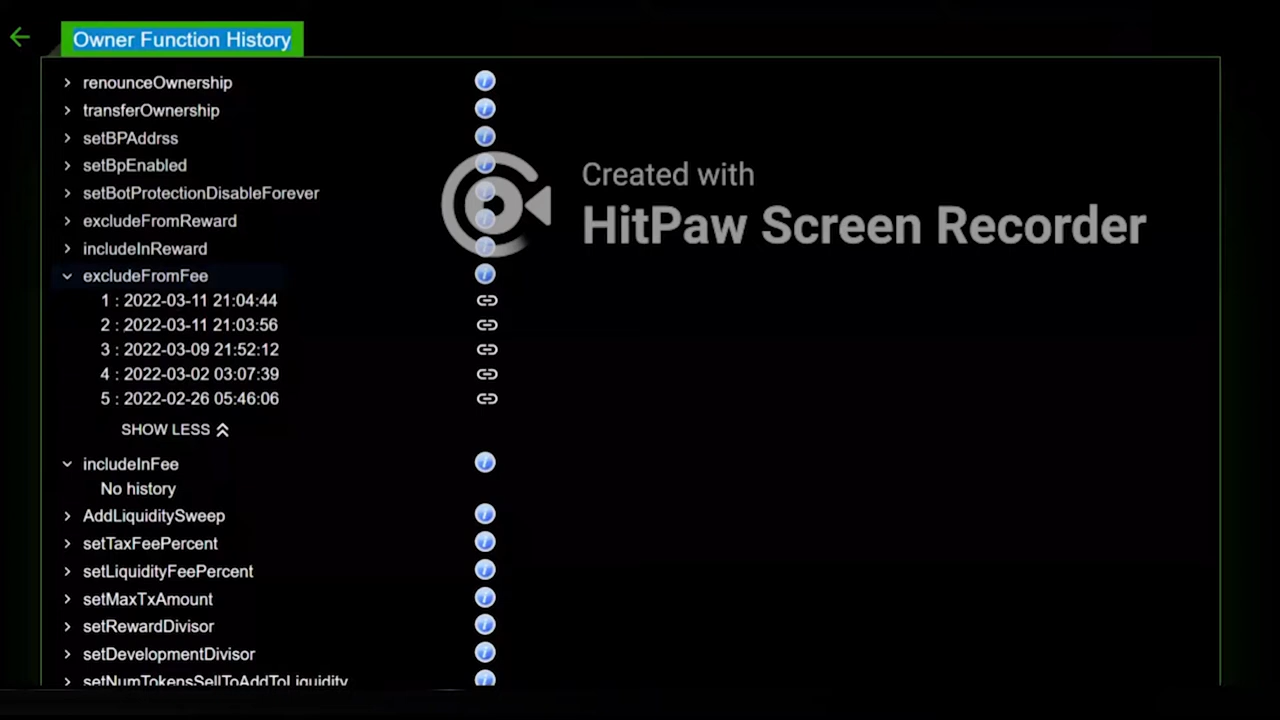 Owner Function History
renounceOwnership
transferOwnership
setBPAddrss
setBpEnabled
setBotProtectionDisableForever
excludeFromReward
includeInReward
excludeFromFee
1 : 2022-03-11 21:04:44
2 : 2022-03-11 21:03:56
3 : 2022-03-09 21:52:12
4 : 2022-03-02 03:07:39
5 : 2022-02-26 05:46:06
SHOW LESS
includeInFee
No history
AddLiquiditySweep
setTaxFeePercent
setLiquidityFeePercent
setMaxTxAmount
setRewardDivisor
setDevelopmentDivisor
setNumTokensSellToAddToLiquidity
Created with
HitPaw Screen Recorder